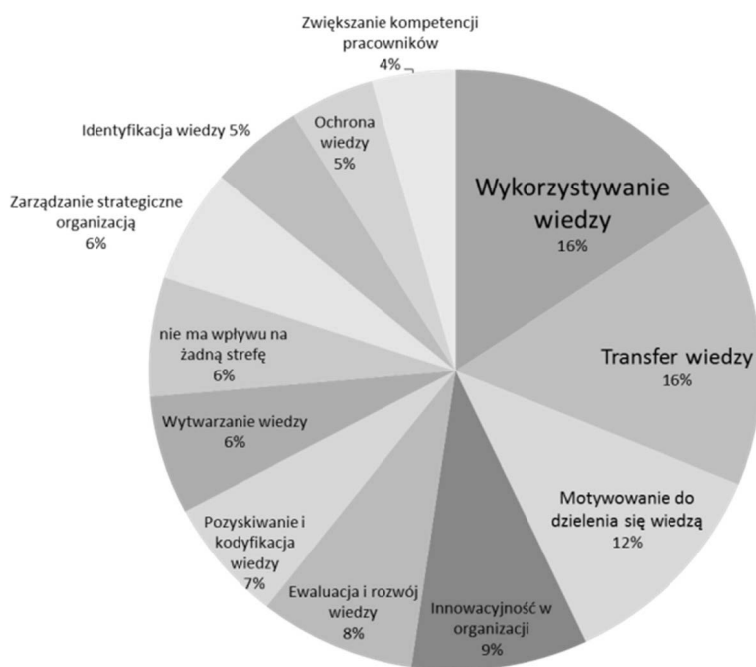 Zwiększanie kompetencji
pracowników
4%
Wykorzystywanie
wiedzy
16%
Transfer wiedzy
16%
Motywowanie do
dzielenia się wiedzą
12%
Innowacyjność w
organizacji
9%
Ewaluacja i rozwój
wiedzy
8%
Pozyskiwanie i
kodyfikacja
wiedzy
7%
Wytwarzanie wiedzy
6%
nie ma wpływu na
żadną strefę
6%
Zarządzanie strategiczne
organizacją
6%
Identyfikacja wiedzy 5%
Ochrona
wiedzy
5%